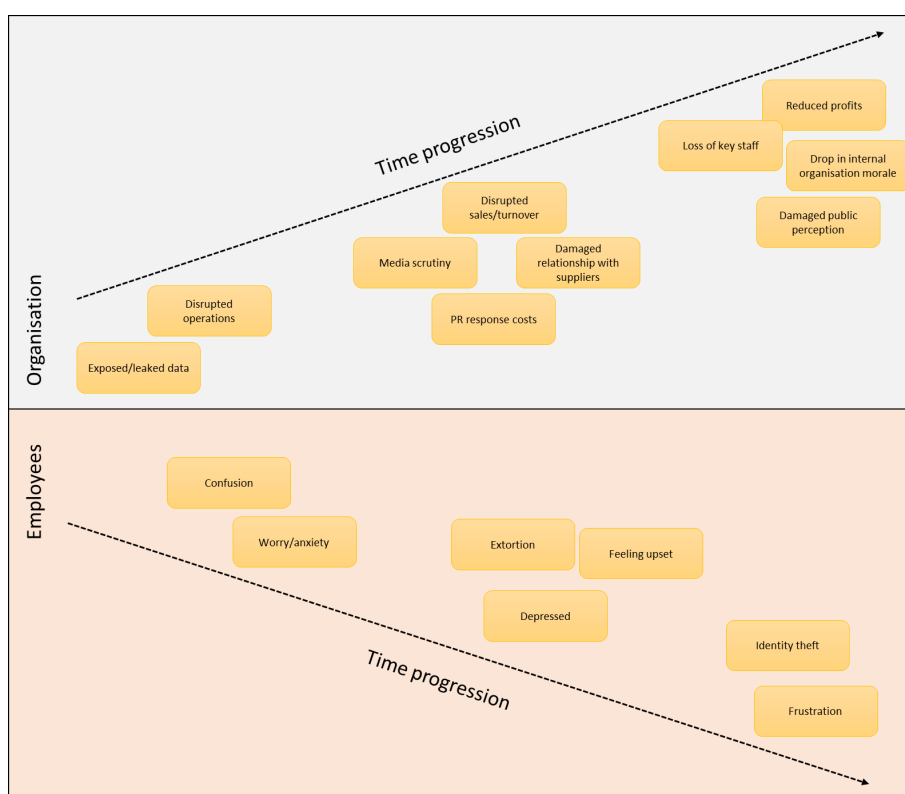 Reduced profits
Loss of key staff
Drop in internal
organisation morale
Damaged public
perception
Time progression
Disrupted
sales/turnover
Media scrutiny
Damaged
relationship with
suppliers
PR response costs
Disrupted
operations
Exposed/leaked data
Organisation
Employees
Confusion
Worry/anxiety
Extortion
Feeling upset
Depressed
Identity theft
Frustration
Time progression